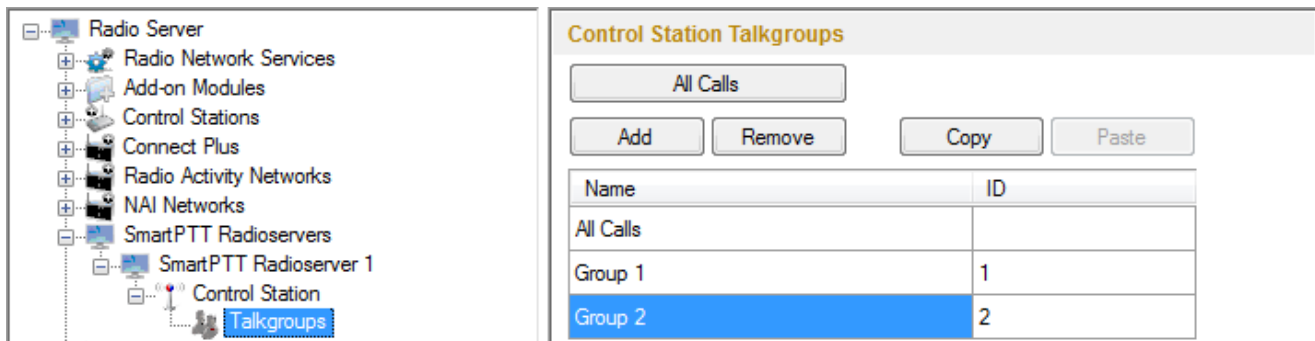 Radio Server
Radio Network Services
Add-on Modules
Control Stations
Connect Plus
Radio Activity Networks
NAI Networks
SmartPTT Radioservers
SmartPTT Radioserver 1
Control Station
Talkgroups
Control Station Talkgroups
All Calls
Add Remove Copy Paste
Name ID
All Calls
Group 1 1
Group 2 2